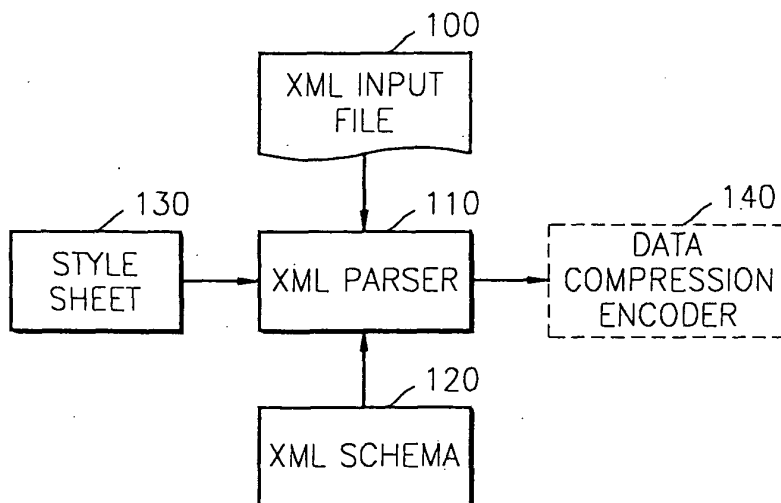 100
XML INPUT
FILE
130
110
140
STYLE
SHEET
XML PARSER
DATA
COMPRESSION
ENCODER
120
XML SCHEMA